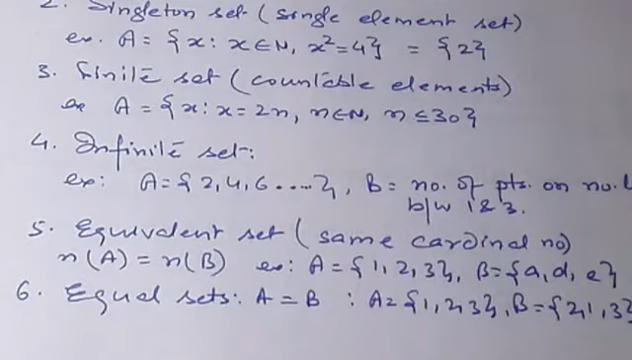 2. Singleton set (single element set)
ex. A = {x : x ∈ N, x² = 4} = {2}
3. Finite set (countable elements)
ex A = {x : x = 2n, n ∈ N, n ≤ 30}
4. Infinite set:
ex: A = {2, 4, 6 .....}, B = no. of pts. on no.
b/w 1 & 3.
5. Equivalent set (same cardinal no)
n(A) = n(B) ex: A = {1, 2, 3}, B = {a, d, e}
6. Equal sets: A = B : A = {1, 2, 3}, B = {2, 1, 3}